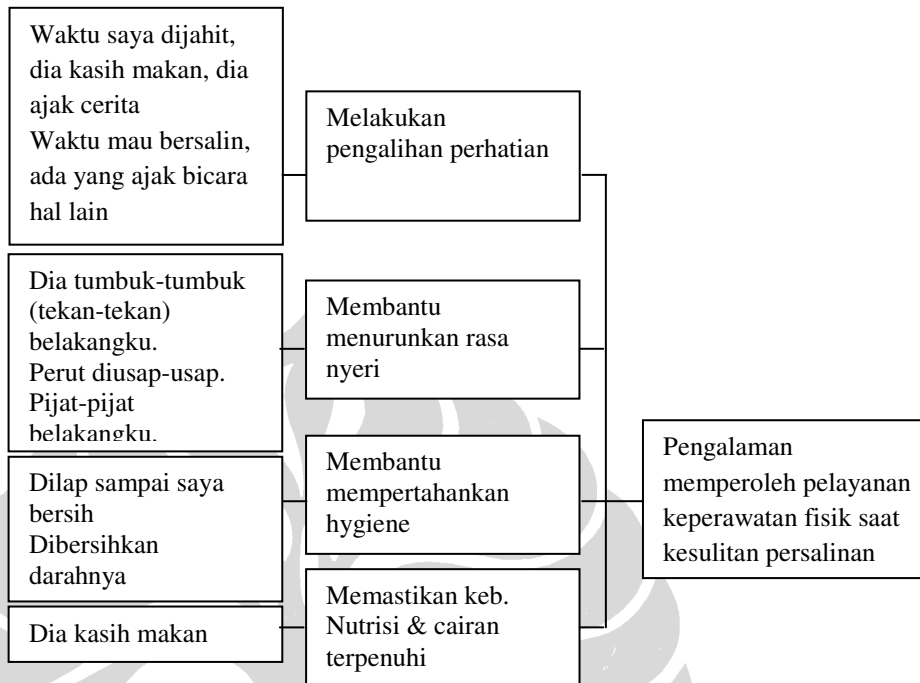 Waktu saya dijahit,
dia kasih makan, dia
ajak cerita
Waktu mau bersalin,
ada yang ajak bicara
hal lain
Melakukan
pengalihan perhatian
Dia tumbuk-tumbuk
(tekan-tekan)
belakangku.
Perut diusap-usap.
Pijat-pijat
belakangku.
Membantu
menurunkan rasa
nyeri
Dilap sampai saya
bersih
Dibersihkan
darahnya
Membantu
mempertahankan
hygiene
Dia kasih makan
Memastikan keb.
Nutrisi & cairan
terpenuhi
Pengalaman
memperoleh pelayanan
keperawatan fisik saat
kesulitan persalinan